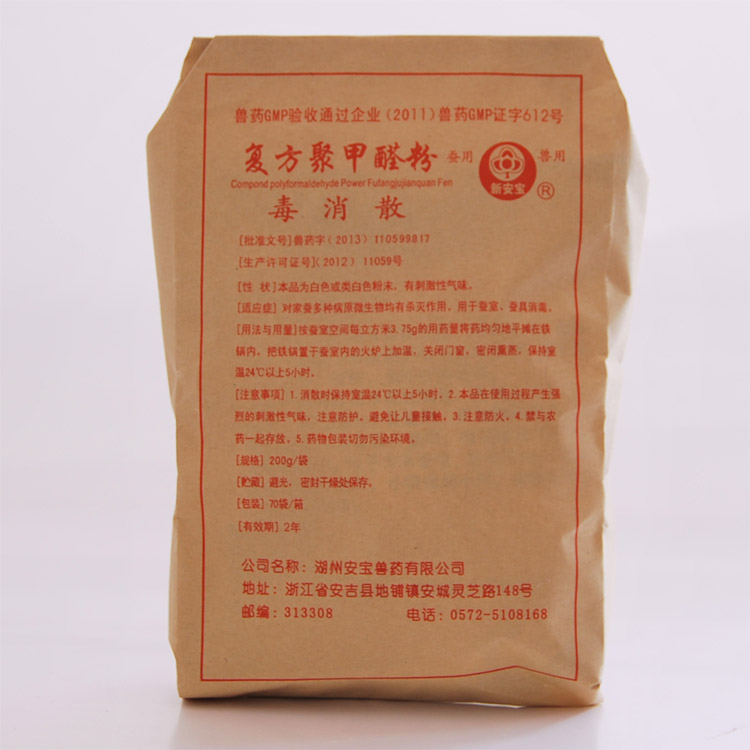 兽药GMP验收通过企业(2011)兽药GMP证字612号
复方聚甲醛粉 蚕用 兽用
Compond polyformaldehyde Power Fufangjujianquan Fen
新安宝 ®
毒消散
[批准文号]兽药字(2013)110599817
[生产许可证号](2012)11059号
[性 状]本品为白色或类白色粉末,有刺激性气味。
[适应症] 对家蚕多种病原微生物均有杀灭作用。用于蚕室、蚕具消毒。
[用法与用量]按蚕室空间每立方米3.75g的用药量将药均匀地平摊在铁
锅内,把铁锅置于蚕室内的火炉上加温,关闭门窗,密闭熏蒸,保持室
温24℃以上5小时。
[注意事项] 1.消散时保持室温24℃以上5小时。2.本品在使用过程产生强
烈的刺激性气味,注意防护。避免让儿童接触。3.注意防火。4.禁与农
药一起存放。5.药物包装切勿污染环境。
[规格] 200g/袋
[贮藏] 避光,密封干燥处保存。
[包装] 70袋/箱
[有效期] 2年
公司名称:湖州安宝兽药有限公司
地址:浙江省安吉县地铺镇安城灵芝路148号
邮编:313308 电话:0572-5108168